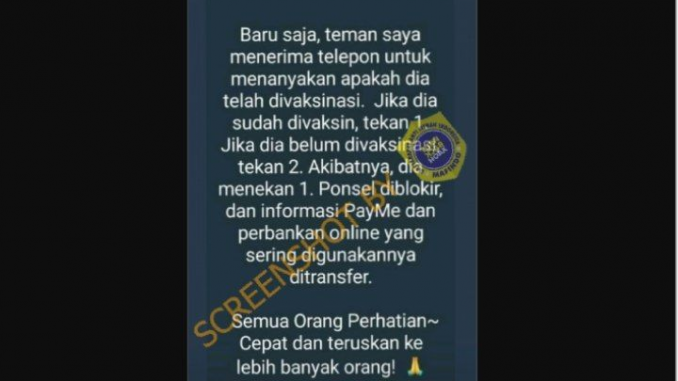 Baru saja, teman saya
menerima telepon untuk
menanyakan apakah dia
telah divaksinasi. Jika dia
sudah divaksin, tekan 1.
Jika dia belum divaksinasi,
tekan 2. Akibatnya, dia
menekan 1. Ponsel diblokir,
dan informasi PayMe dan
perbankan online yang
sering digunakannya
ditransfer.
Semua Orang Perhatian~
Cepat dan teruskan ke
lebih banyak orang! 🙏
SCREENSHOT BY
MAFINDO